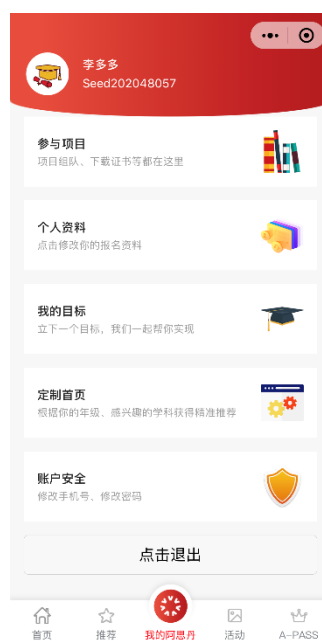 李多多
Seed202048057
参与项目
项目组队、下载证书等都在这里
个人资料
点击修改你的报名资料
我的目标
立下一个目标，我们一起帮你实现
定制首页
根据你的年级、感兴趣的学科获得精准推荐
账户安全
修改手机号、修改密码
点击退出
首页
推荐
我的阿思丹
活动
A-PASS